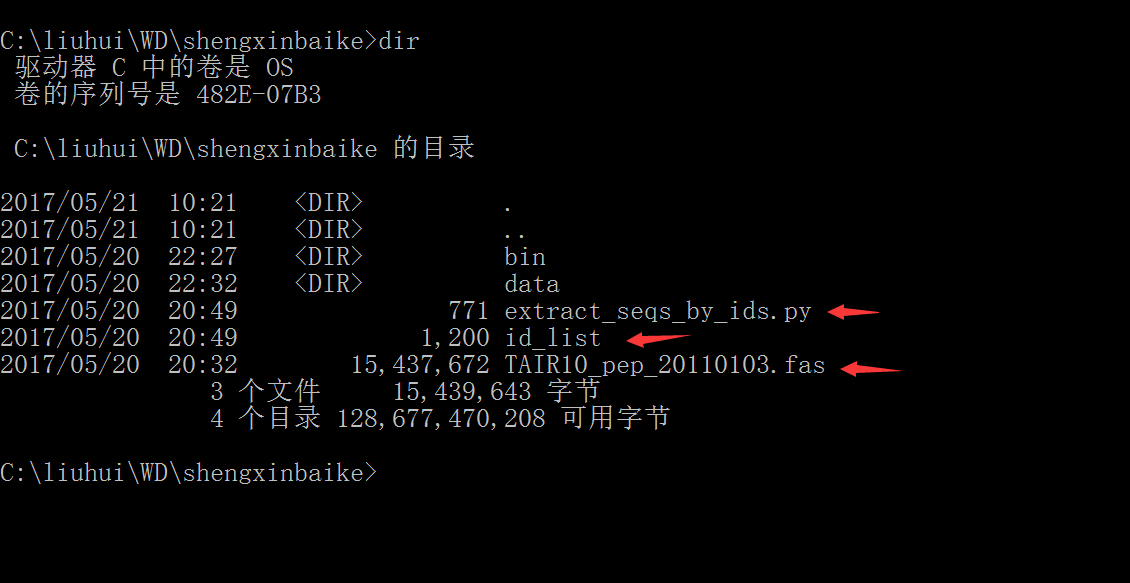 C:\liuhui\WD\shengxinbaike>dir
驱动器 C 中的卷是 OS
卷的序列号是 482E-07B3
C:\liuhui\WD\shengxinbaike 的目录
2017/05/21  10:21    <DIR>          .
2017/05/21  10:21    <DIR>          ..
2017/05/20  22:27    <DIR>          bin
2017/05/20  22:32    <DIR>          data
2017/05/20  20:49               771 extract_seqs_by_ids.py
2017/05/20  20:49             1,200 id_list
2017/05/20  20:32        15,437,672 TAIR10_pep_20110103.fas
3 个文件     15,439,643 字节
4 个目录 128,677,470,208 可用字节
C:\liuhui\WD\shengxinbaike>